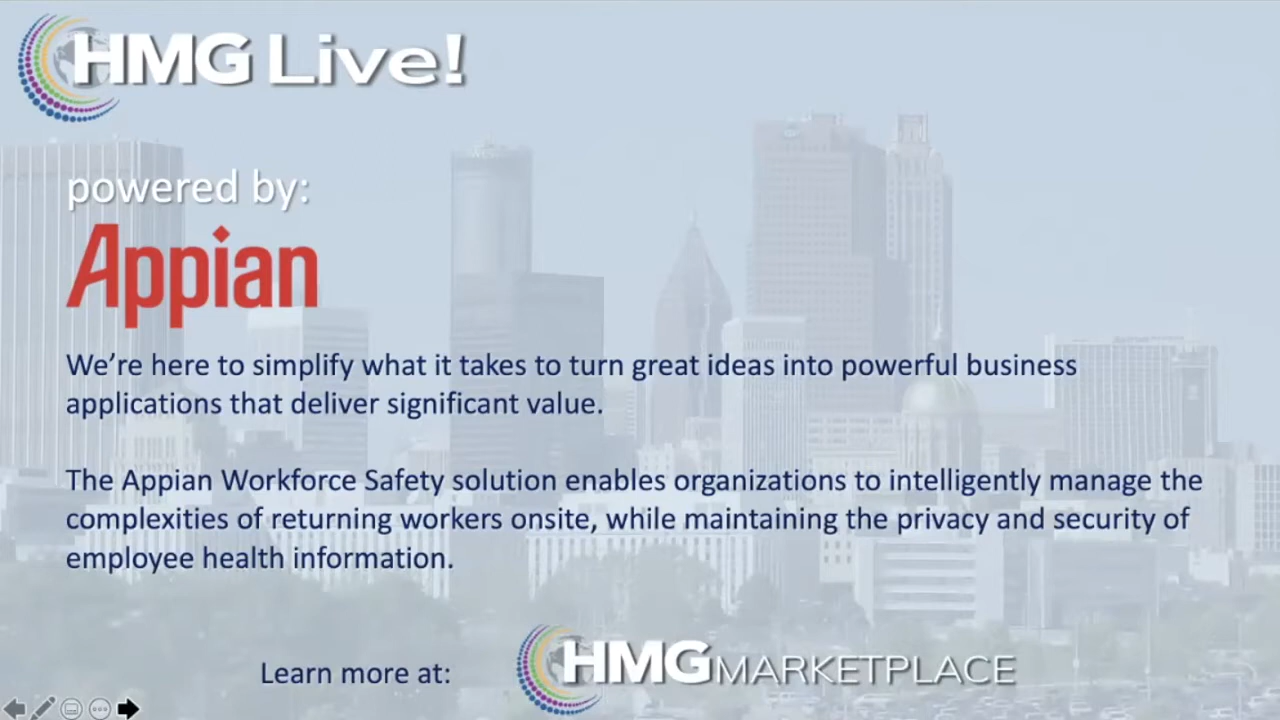 HMG Live!
powered by:
Appian
We’re here to simplify what it takes to turn great ideas into powerful business
applications that deliver significant value.
The Appian Workforce Safety solution enables organizations to intelligently manage the
complexities of returning workers onsite, while maintaining the privacy and security of
employee health information.
Learn more at: HMG MARKETPLACE